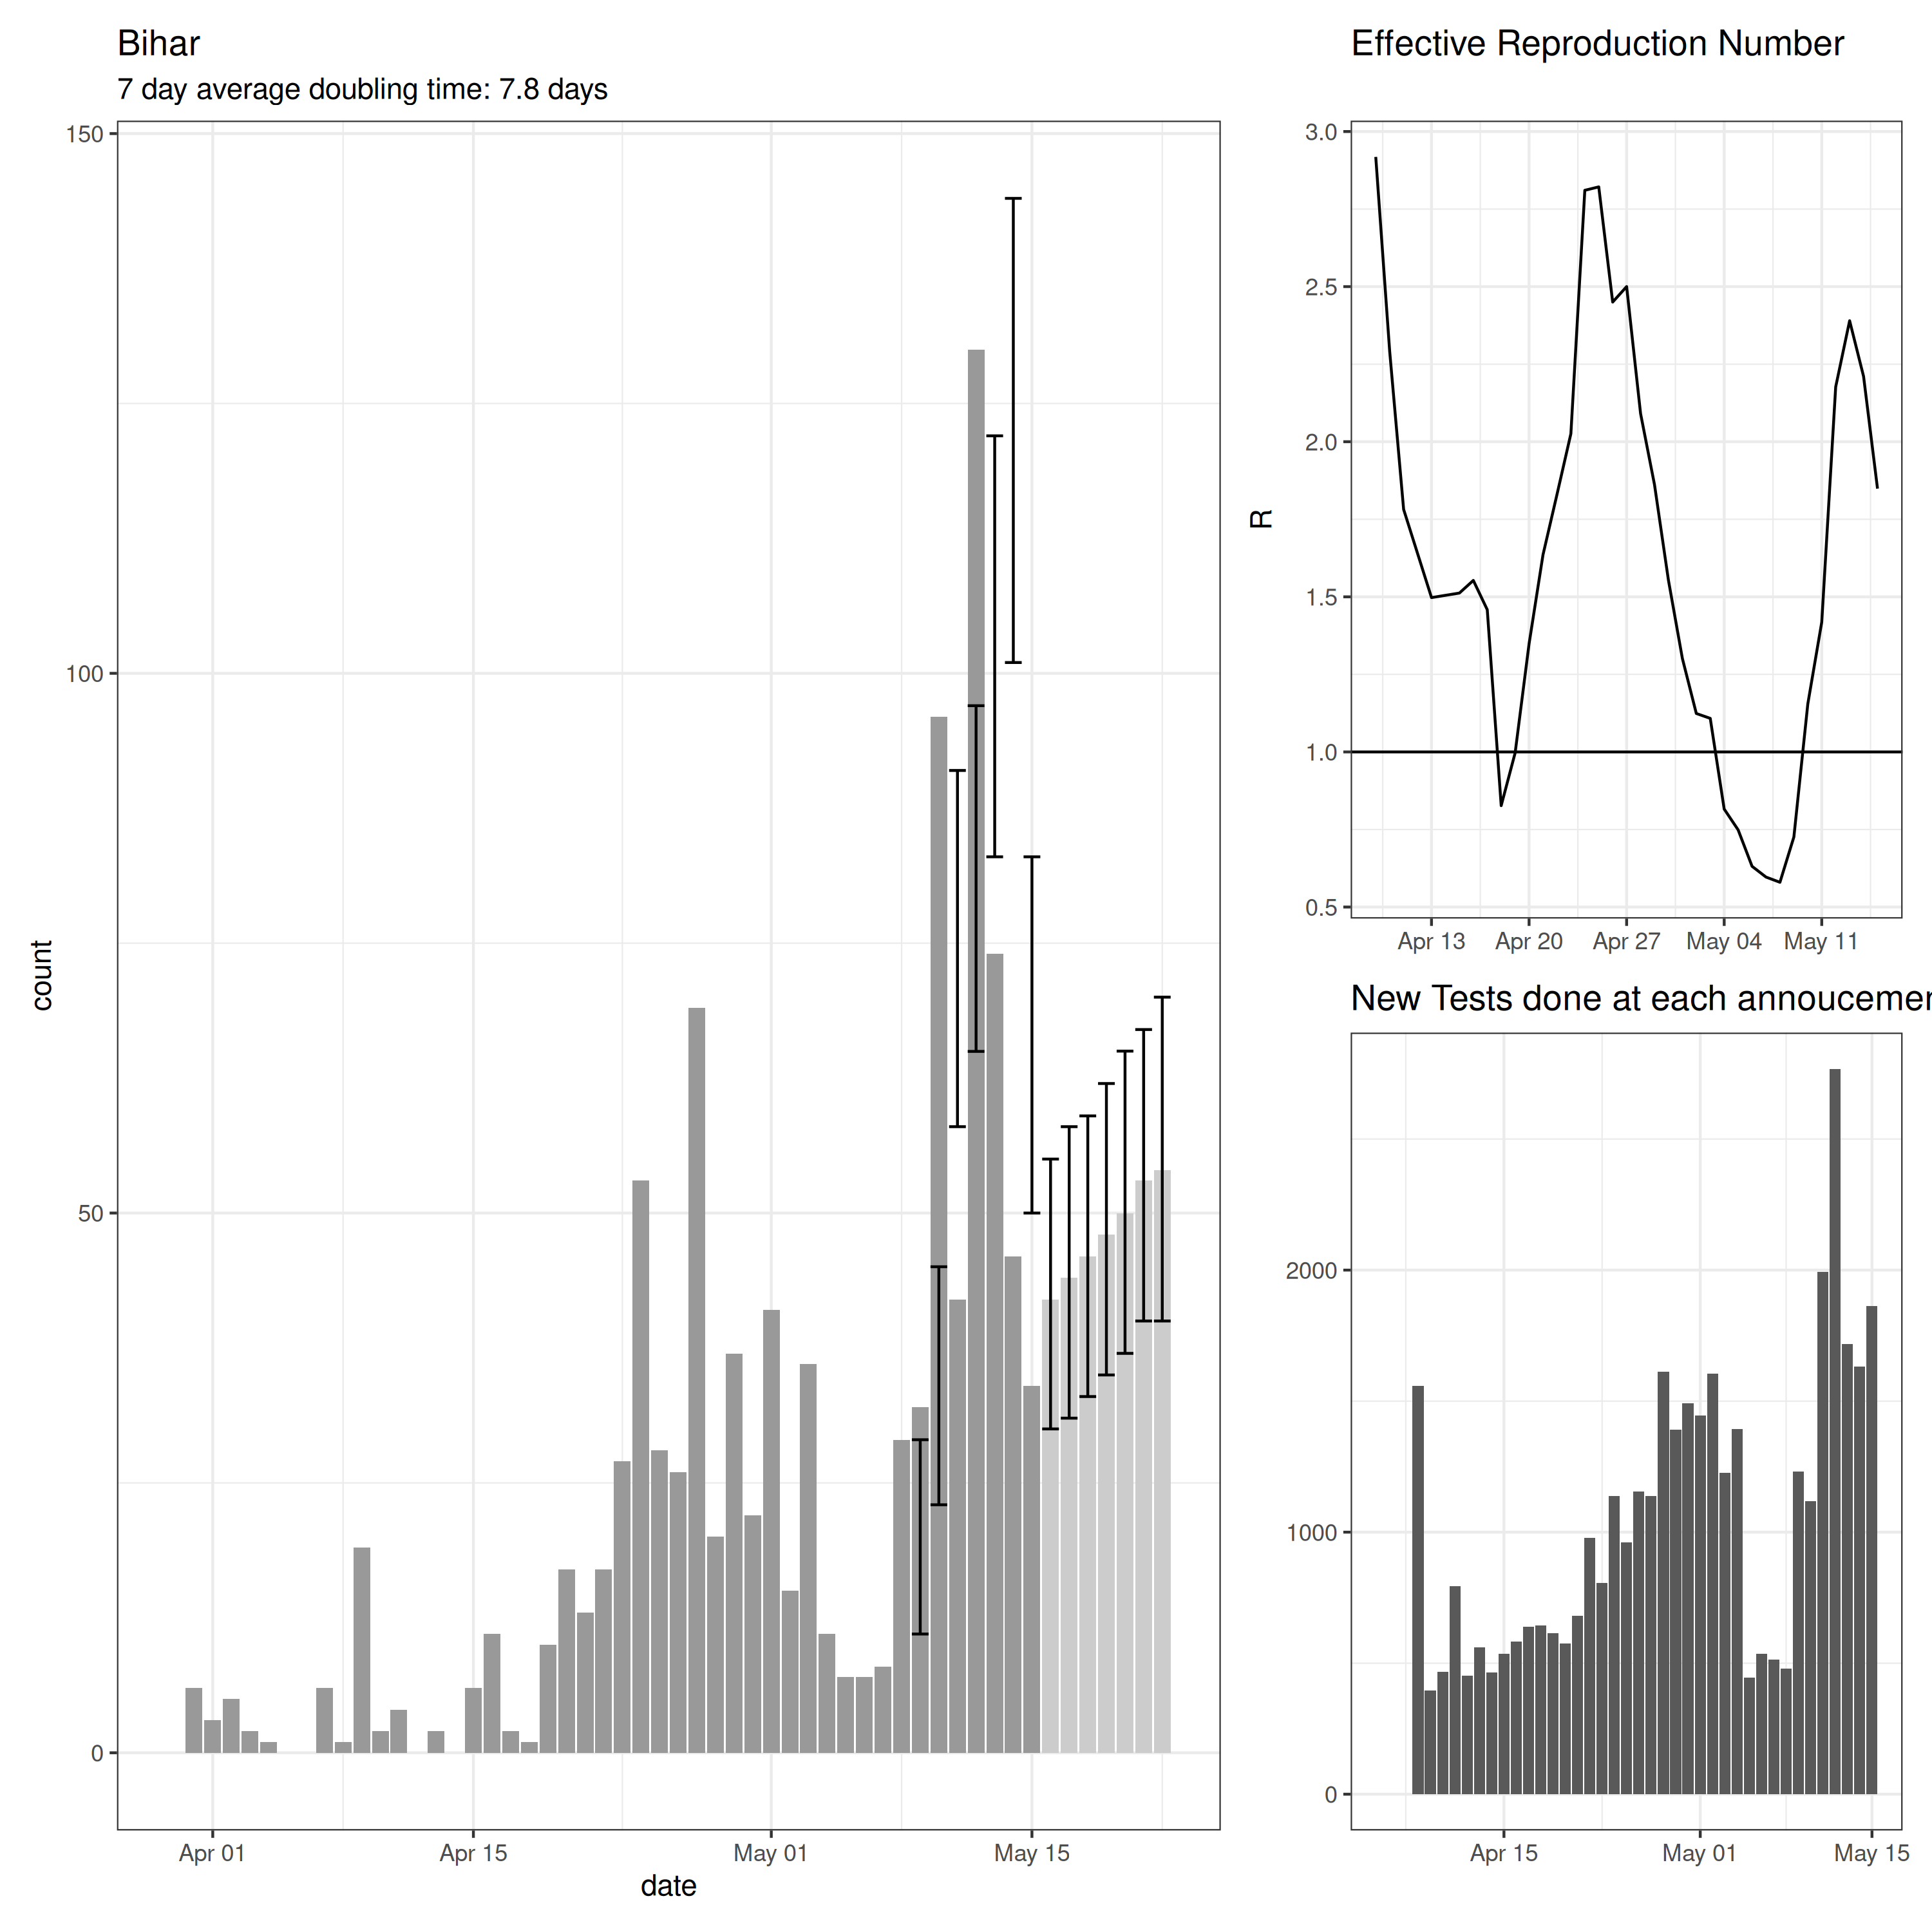 Bihar
7 day average doubling time: 7.8 days
150
100
50
0
count
Apr 01 Apr 15 May 01 May 15
date
Effective Reproduction Number
3.0
2.5
2.0
1.5
1.0
0.5
R
Apr 13 Apr 20 Apr 27 May 04 May 11
New Tests done at each annoucemen
2000
1000
0
Apr 15 May 01 May 15